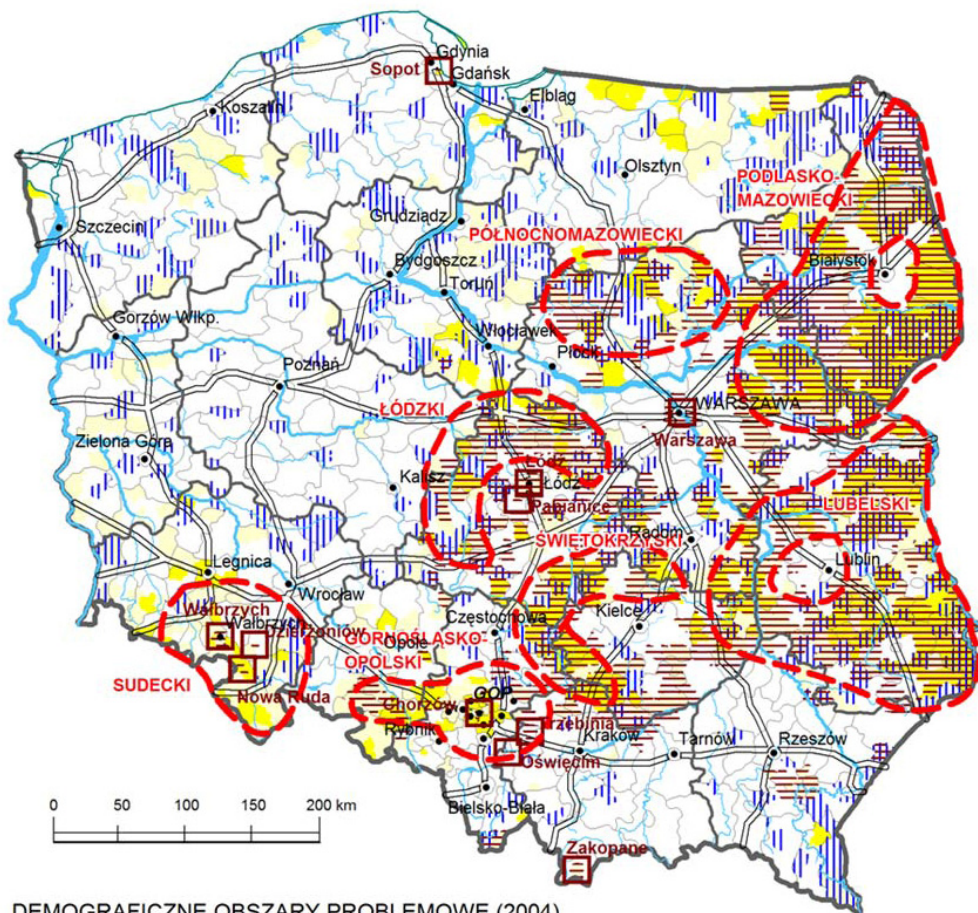 Gdynia
Sopot
Gdańsk
Koszalin
Elbląg
Olsztyn
PODLASKO-
MAZOWIECKI
Szczecin
Grudziądz
PÓŁNOCNOMAZOWIECKI
Białystok
Bydgoszcz
Toruń
Gorzów Wlkp.
Włocławek
Płock
Poznań
ŁÓDZKI
WARSZAWA
Warszawa
Zielona Góra
Łódź
Kalisz
Łódź
Pabianice
LUBELSKI
Radom
ŚWIĘTOKRZYSKI
Legnica
Lublin
Wrocław
Wałbrzych
Częstochowa
Kielce
Wałbrzych
Dzierżoniów
GÓRNOŚLĄSKO-
Opole
OPOLSKI
SUDECKI
Nowa Ruda
Chorzów
GOP
Trzebinia
Rybnik
Kraków
Tarnów
Rzeszów
Oświęcim
Bielsko-Biała
0 50 100 150 200 km
Zakopane
DEMOGRAFICZNE OBSZARY PROBLEMOWE (2004)